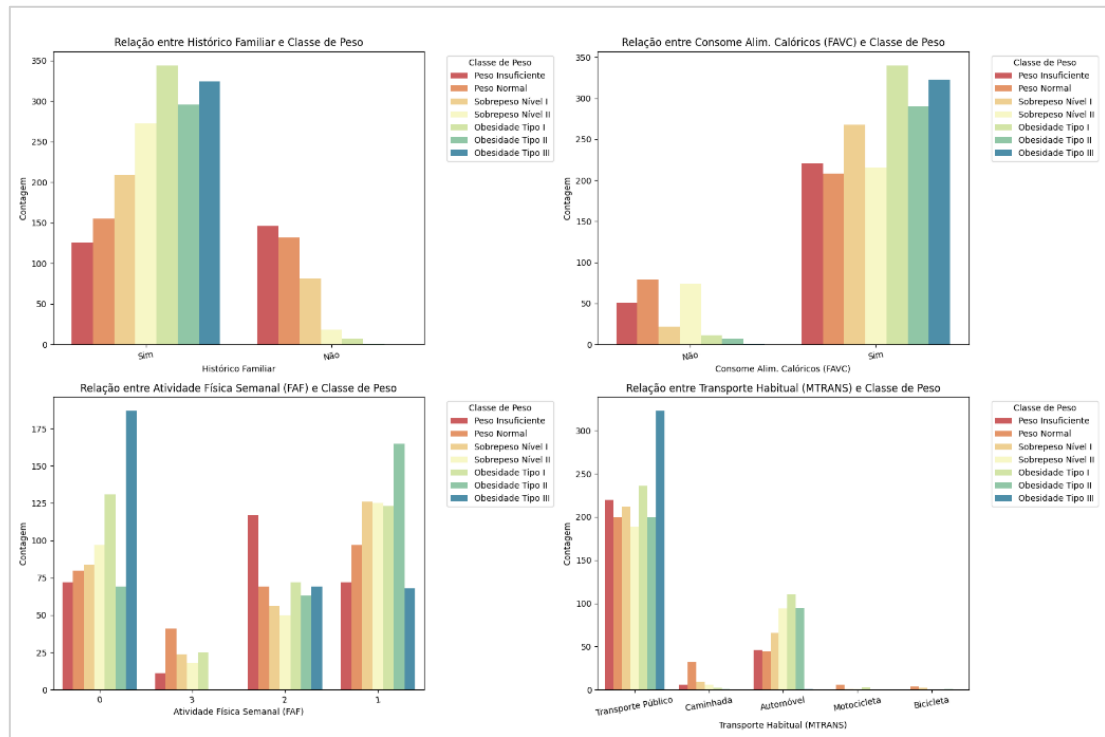 Relação entre Histórico Familiar e Classe de Peso
350
300
250
200
150
100
50
0
Contagem
Sim
Não
Histórico Familiar
Classe de Peso
Peso Insuficiente
Peso Normal
Sobrepeso Nível I
Sobrepeso Nível II
Obesidade Tipo I
Obesidade Tipo II
Obesidade Tipo III
Relação entre Consome Alim. Calóricos (FAVC) e Classe de Peso
350
300
250
200
150
100
50
0
Contagem
Não
Sim
Consome Alim. Calóricos (FAVC)
Classe de Peso
Peso Insuficiente
Peso Normal
Sobrepeso Nível I
Sobrepeso Nível II
Obesidade Tipo I
Obesidade Tipo II
Obesidade Tipo III
Relação entre Atividade Física Semanal (FAF) e Classe de Peso
175
150
125
100
75
50
25
0
Contagem
0
3
2
1
Atividade Física Semanal (FAF)
Classe de Peso
Peso Insuficiente
Peso Normal
Sobrepeso Nível I
Sobrepeso Nível II
Obesidade Tipo I
Obesidade Tipo II
Obesidade Tipo III
Relação entre Transporte Habitual (MTRANS) e Classe de Peso
300
250
200
150
100
50
0
Contagem
Transporte Público
Caminhada
Automóvel
Motocicleta
Bicicleta
Transporte Habitual (MTRANS)
Classe de Peso
Peso Insuficiente
Peso Normal
Sobrepeso Nível I
Sobrepeso Nível II
Obesidade Tipo I
Obesidade Tipo II
Obesidade Tipo III